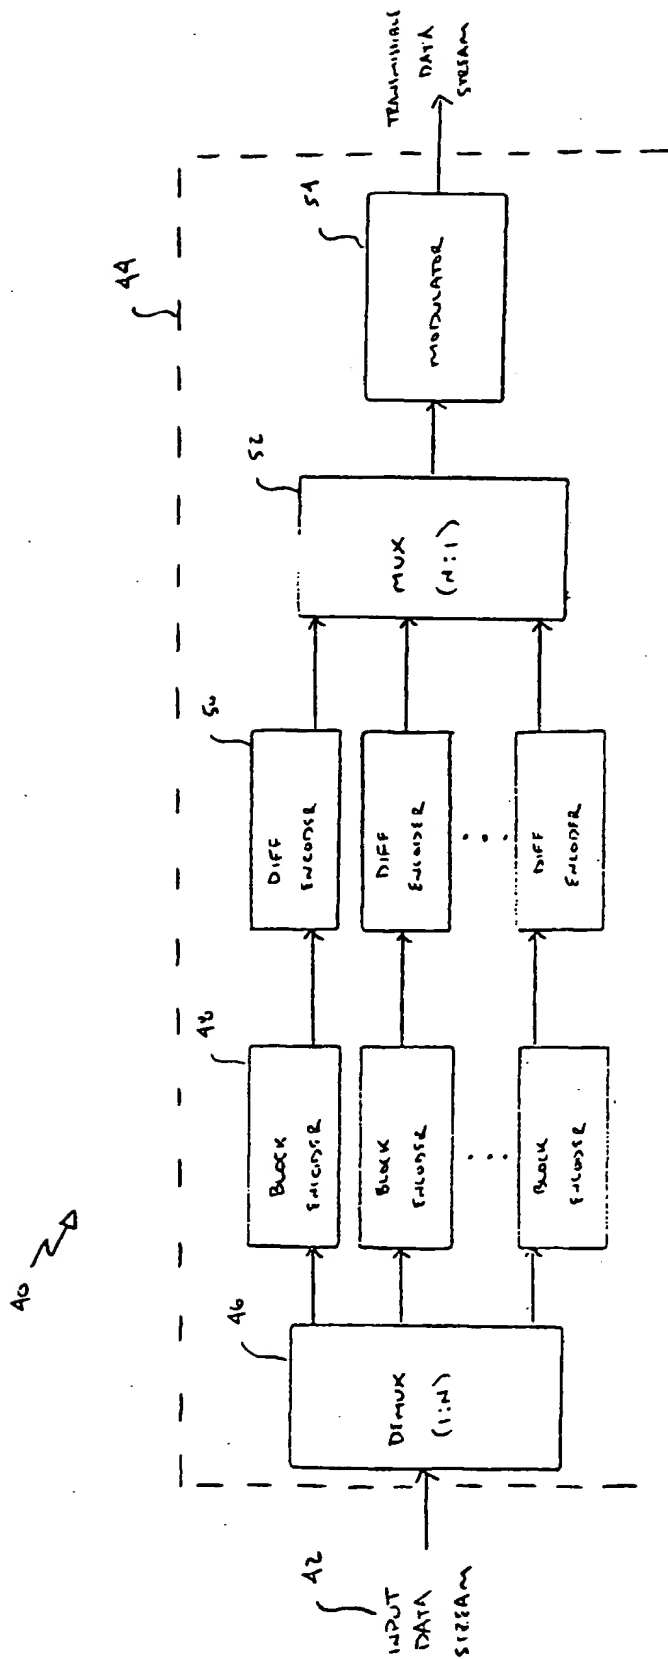 40
44
42
INPUT
DATA
STREAM
46
DEMUX
(1:N)
48
BLOCK
ENCODER
BLOCK
ENCODER
BLOCK
ENCODER
50
DIFF
ENCODER
DIFF
ENCODER
DIFF
ENCODER
52
MUX
(N:1)
54
MODULATOR
TRANSMISSIBLE
DATA
STREAM